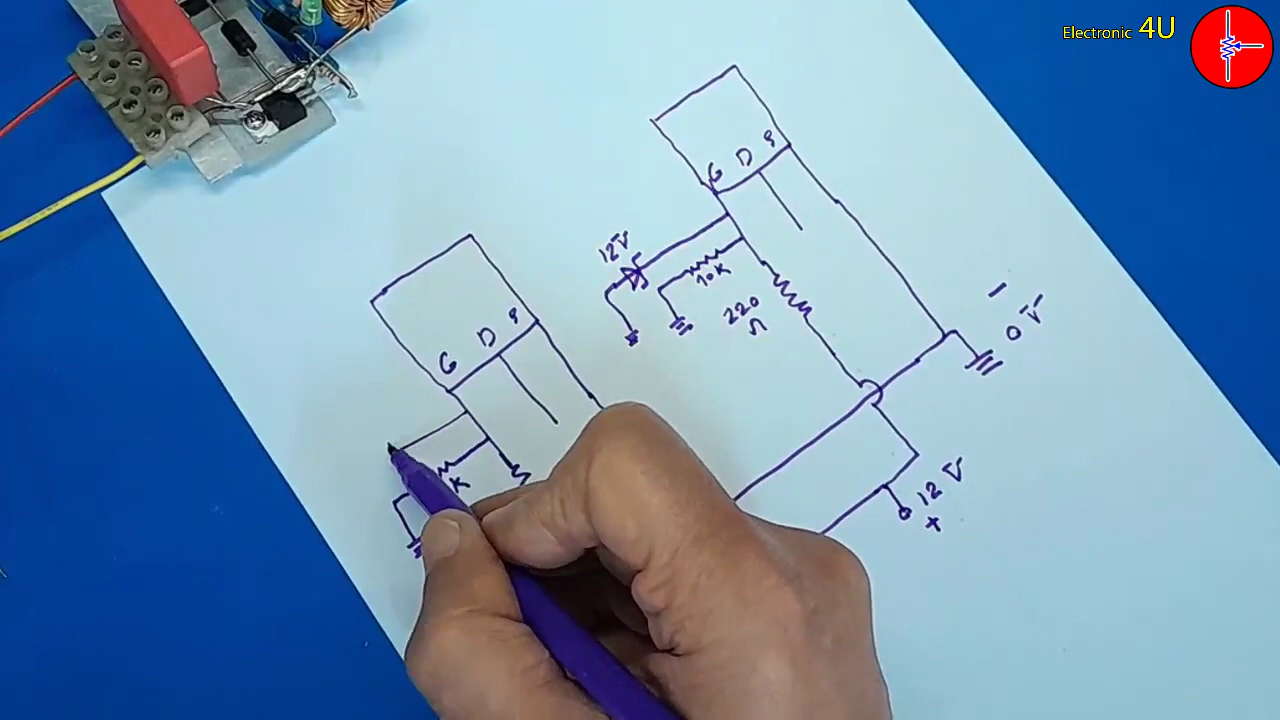 Electronic 4U
G D S
12V
10K
220
Ω
-
0V
G D S
K
12V
+